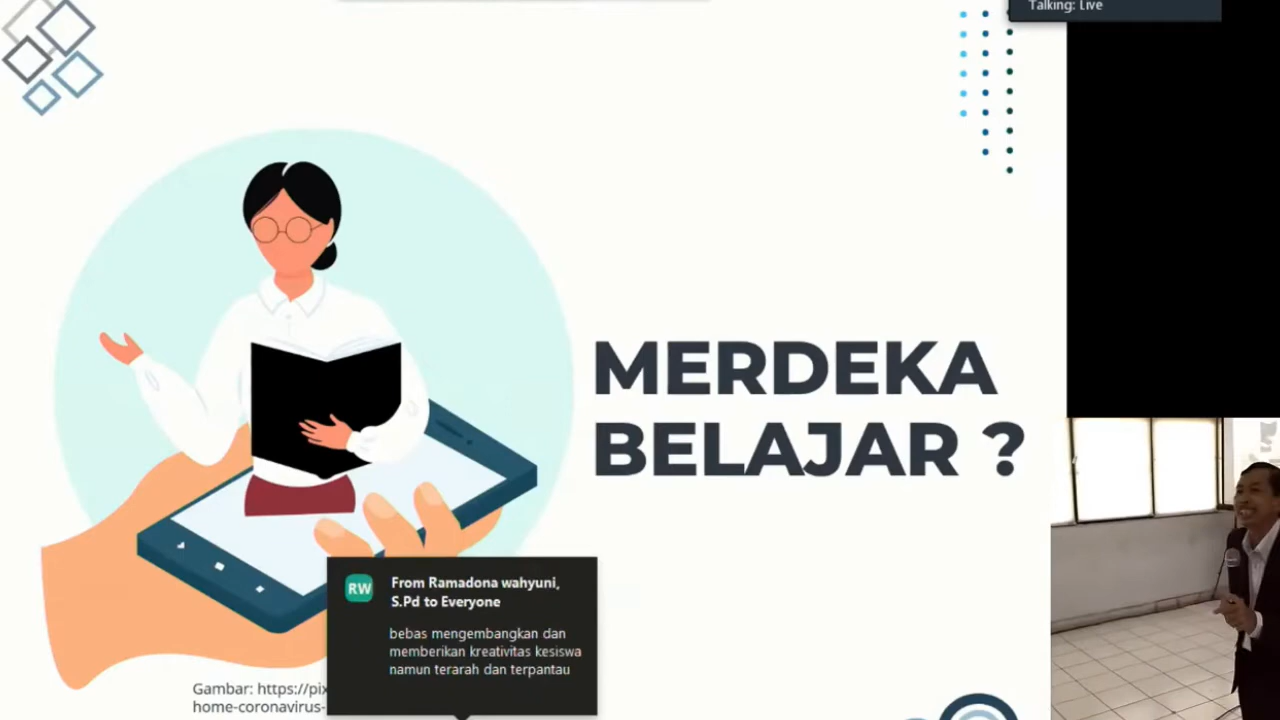 Talking: Live
MERDEKA
BELAJAR ?
RW
From Ramadona wahyuni,
S.Pd to Everyone
bebas mengembangkan dan
memberikan kreativitas kesiswa
namun terarah dan terpantau
Gambar: https://pix
home-coronavirus-